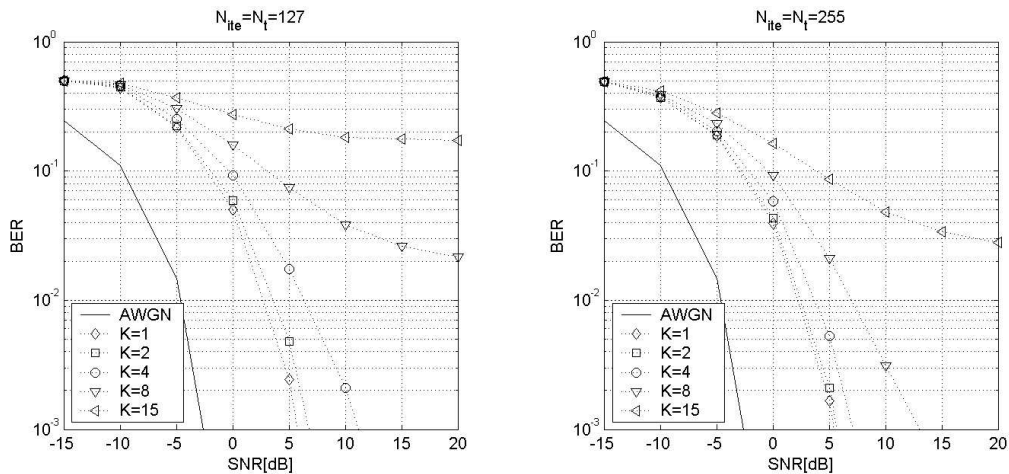 N_ite=N_t=127
10^0
10^-1
10^-2
10^-3
BER
-15 -10 -5 0 5 10 15 20
SNR[dB]
AWGN
K=1
K=2
K=4
K=8
K=15
N_ite=N_t=255
10^0
10^-1
10^-2
10^-3
BER
-15 -10 -5 0 5 10 15 20
SNR[dB]
AWGN
K=1
K=2
K=4
K=8
K=15